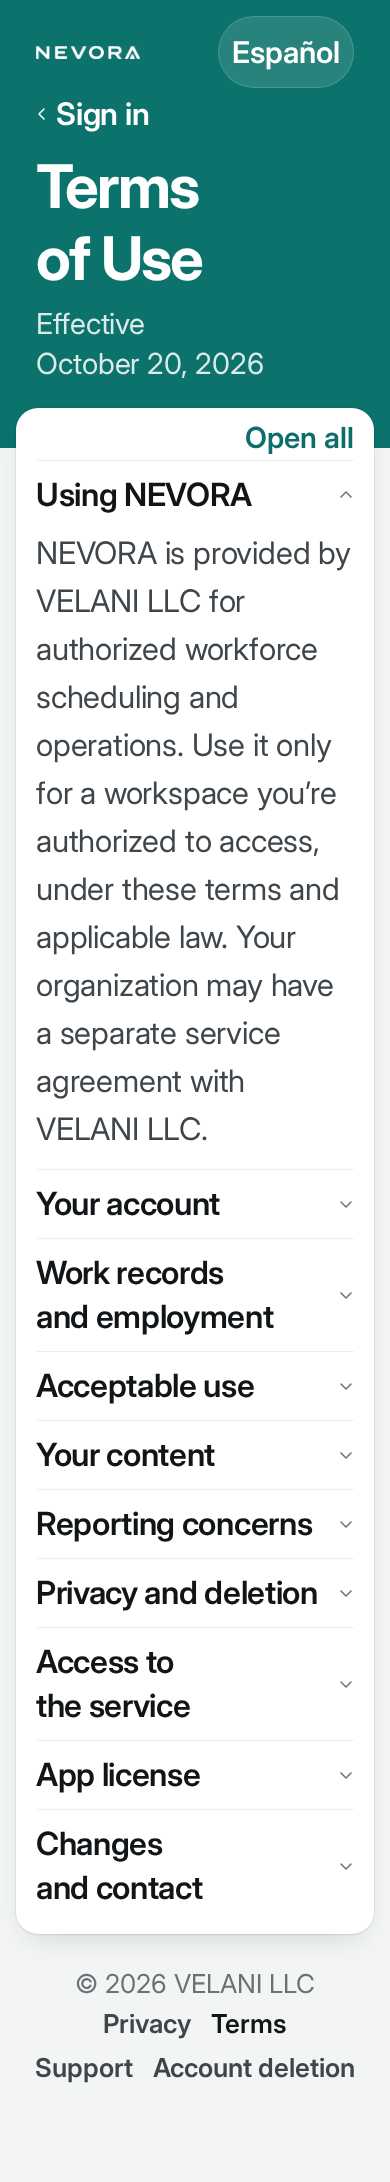 NEVORA
Español
Sign in
Terms
of Use
Effective
October 20, 2026
Open all
Using NEVORA
NEVORA is provided by
VELANI LLC for
authorized workforce
scheduling and
operations. Use it only
for a workspace you’re
authorized to access,
under these terms and
applicable law. Your
organization may have
a separate service
agreement with
VELANI LLC.
Your account
Work records
and employment
Acceptable use
Your content
Reporting concerns
Privacy and deletion
Access to
the service
App license
Changes
and contact
© 2026 VELANI LLC
Privacy Terms
Support Account deletion